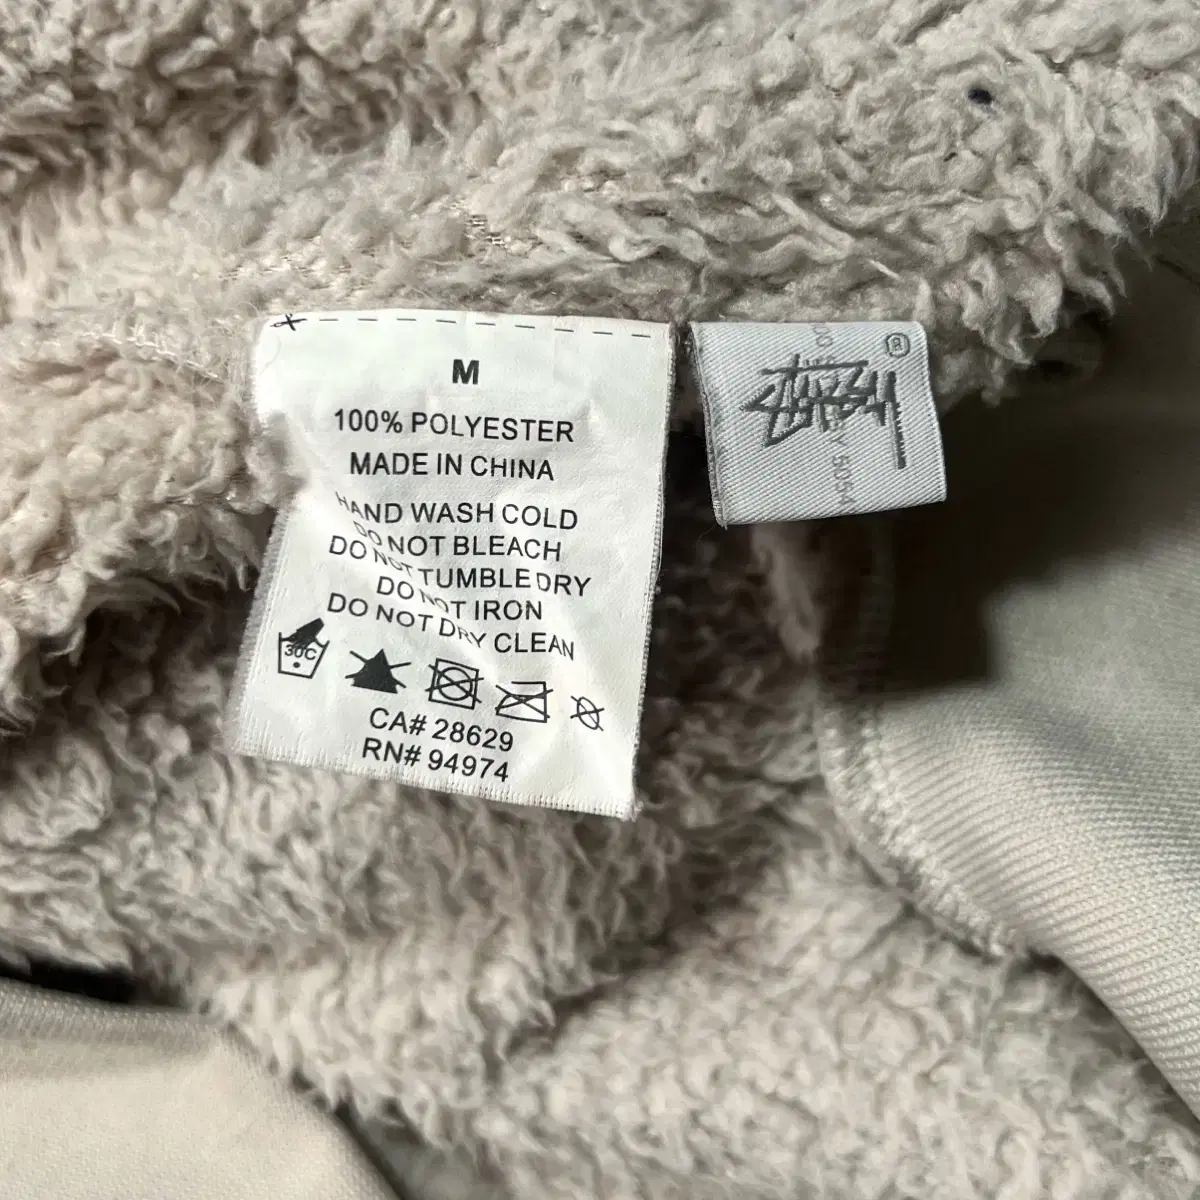 M
100% POLYESTER
MADE IN CHINA
HAND WASH COLD
DO NOT BLEACH
DO NOT TUMBLE DRY
DO NOT IRON
DO NOT DRY CLEAN
30C
CA# 28629
RN# 94974
STÜSSY
®